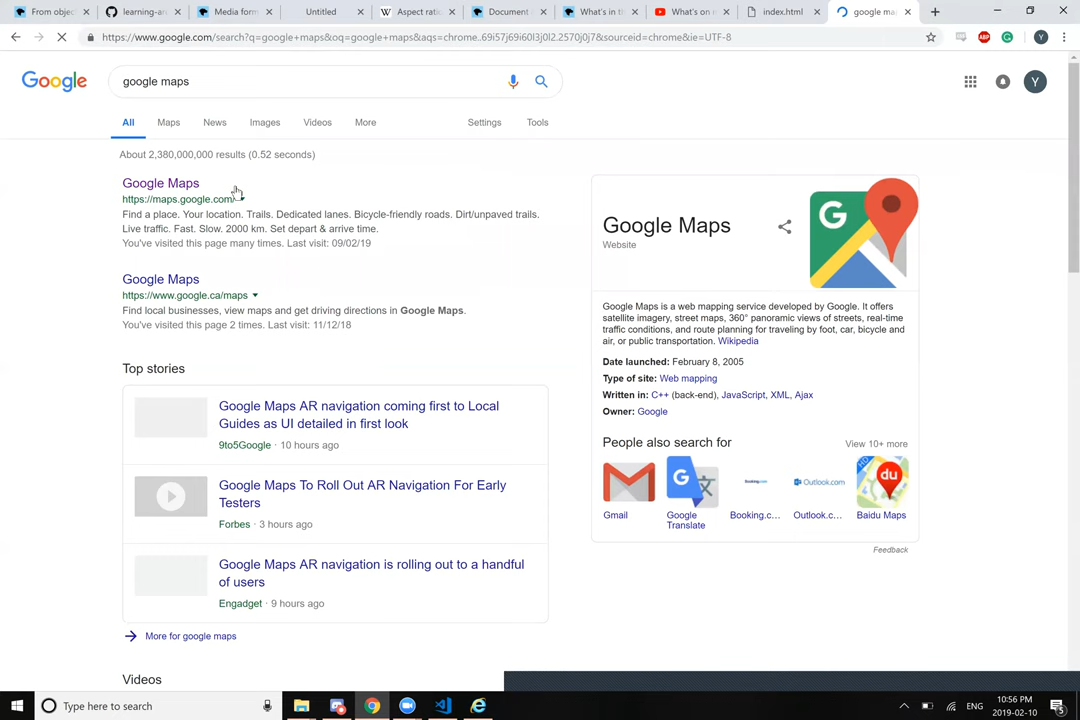 From objec
learning-are
Media form
Untitled
Aspect ratio
Document
What's in th
What's on u
index.html
google map
https://www.google.com/search?q=google+maps&oq=google+maps&aqs=chrome..69i57j69i60l3j0l2.2570j0j7&sourceid=chrome&ie=UTF-8
ABP
Y
Google
google maps
Y
All
Maps
News
Images
Videos
More
Settings
Tools
About 2,380,000,000 results (0.52 seconds)
Google Maps
https://maps.google.com/
Find a place. Your location. Trails. Dedicated lanes. Bicycle-friendly roads. Dirt/unpaved trails.
Live traffic. Fast. Slow. 2000 km. Set depart & arrive time.
You've visited this page many times. Last visit: 09/02/19
Google Maps
https://www.google.ca/maps
Find local businesses, view maps and get driving directions in Google Maps.
You've visited this page 2 times. Last visit: 11/12/18
Top stories
Google Maps AR navigation coming first to Local
Guides as UI detailed in first look
9to5Google · 10 hours ago
Google Maps To Roll Out AR Navigation For Early
Testers
Forbes · 3 hours ago
Google Maps AR navigation is rolling out to a handful
of users
Engadget · 9 hours ago
More for google maps
Videos
Google Maps
Website
G
Google Maps is a web mapping service developed by Google. It offers
satellite imagery, street maps, 360° panoramic views of streets, real-time
traffic conditions, and route planning for traveling by foot, car, bicycle and
air, or public transportation. Wikipedia
Date launched: February 8, 2005
Type of site: Web mapping
Written in: C++ (back-end), JavaScript, XML, Ajax
Owner: Google
People also search for
View 10+ more
G
Booking.com
Outlook.com
HD
du
Gmail
Google
Translate
Booking.c...
Outlook.c...
Baidu Maps
Feedback
Type here to search
ENG
10:56 PM
2019-02-10
5